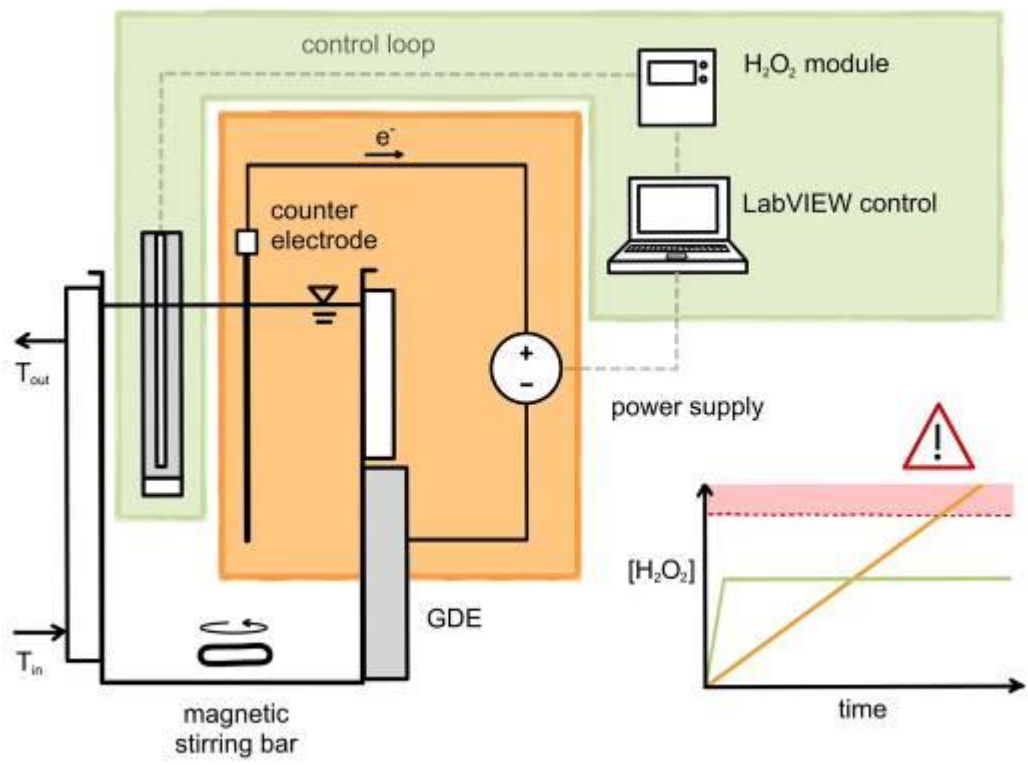 control loop
H₂O₂ module
e⁻
LabVIEW control
counter
electrode
+
−
T_out
power supply
!
[H₂O₂]
GDE
T_in
time
magnetic
stirring bar